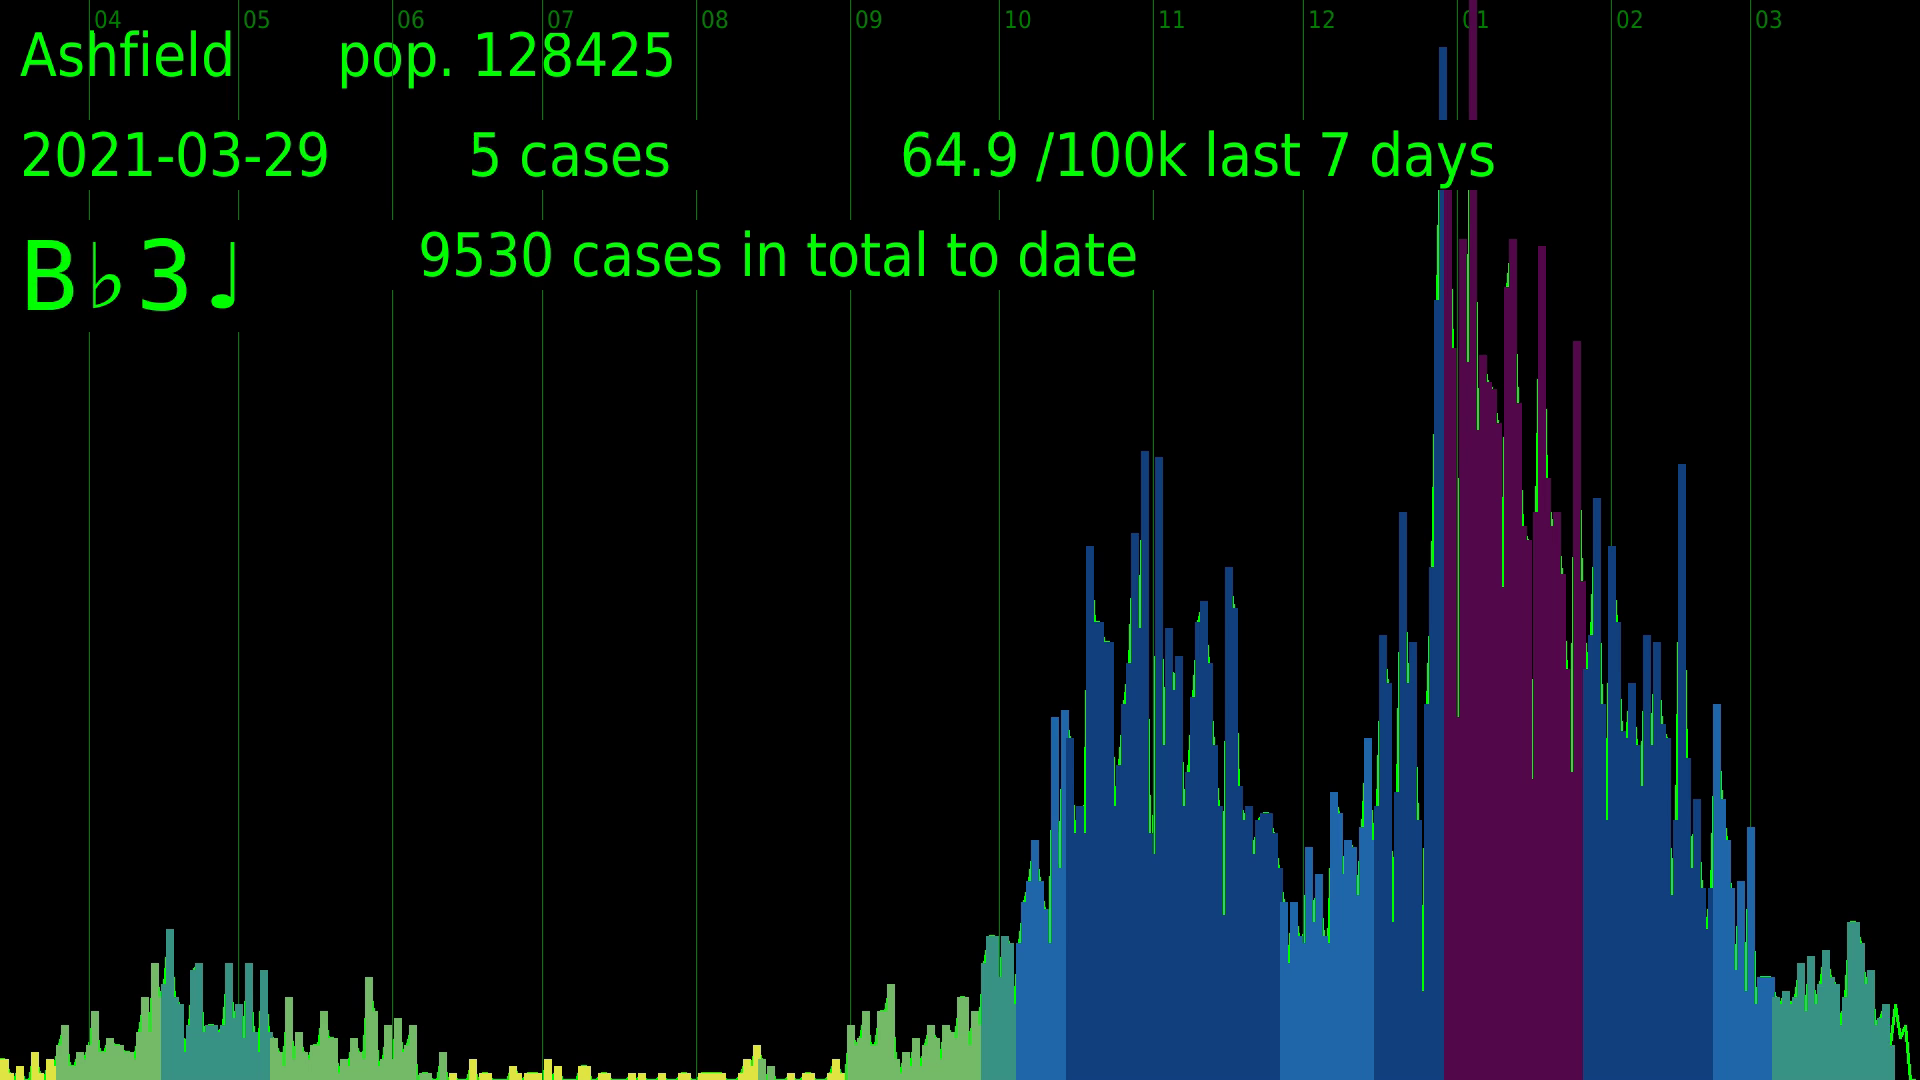 04 05 06 07 08 09 10 11 12 01 02 03
Ashfield pop. 128425
2021-03-29 5 cases 64.9 /100k last 7 days
B♭3♩ 9530 cases in total to date